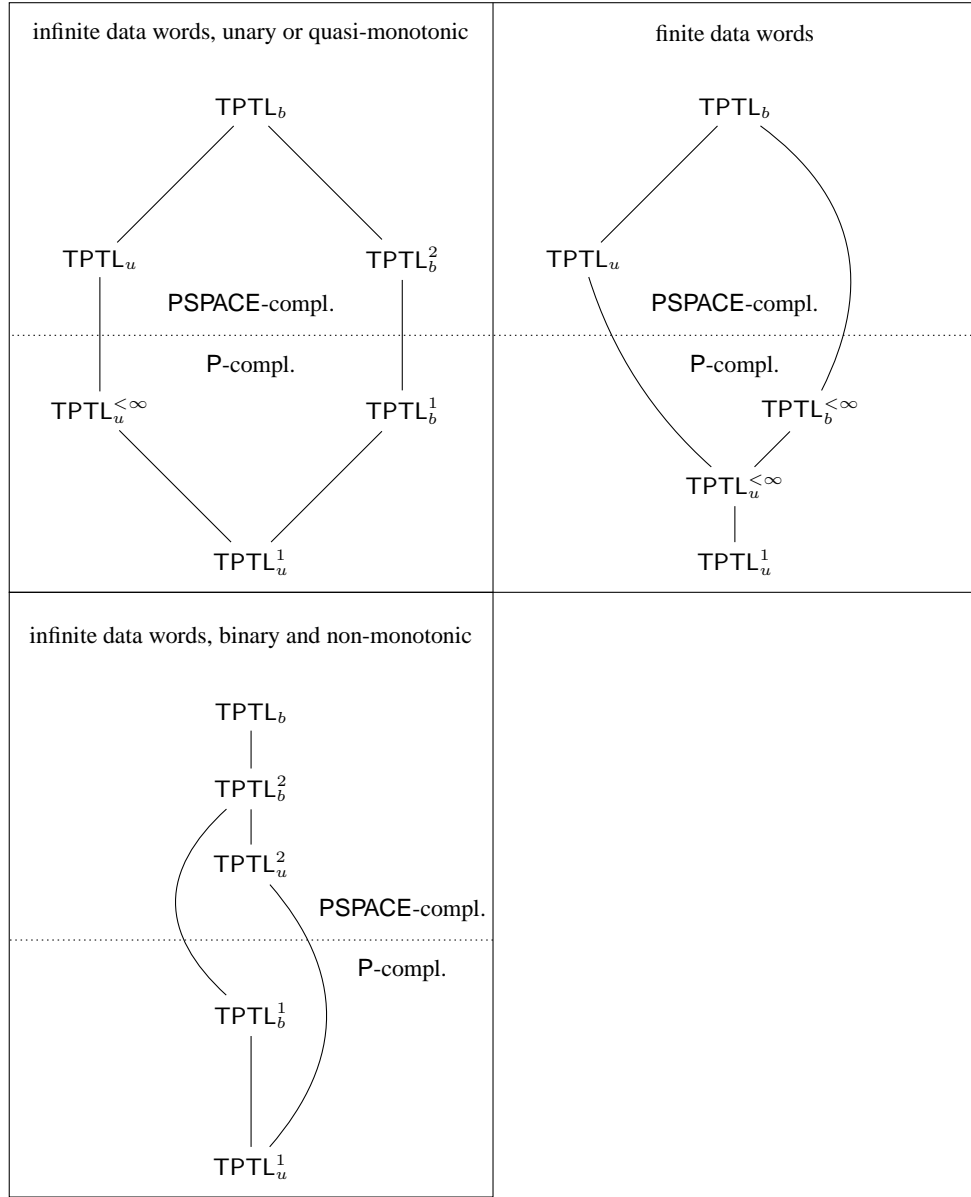 infinite data words, unary or quasi-monotonic
TPTL_b
TPTL_u TPTL_b^2
PSPACE-compl.
P-compl.
TPTL_u^{<∞} TPTL_b^1
TPTL_u^1
finite data words
TPTL_b
TPTL_u
PSPACE-compl.
P-compl.
TPTL_b^{<∞}
TPTL_u^{<∞}
TPTL_u^1
infinite data words, binary and non-monotonic
TPTL_b
TPTL_b^2
TPTL_u^2
PSPACE-compl.
P-compl.
TPTL_b^1
TPTL_u^1